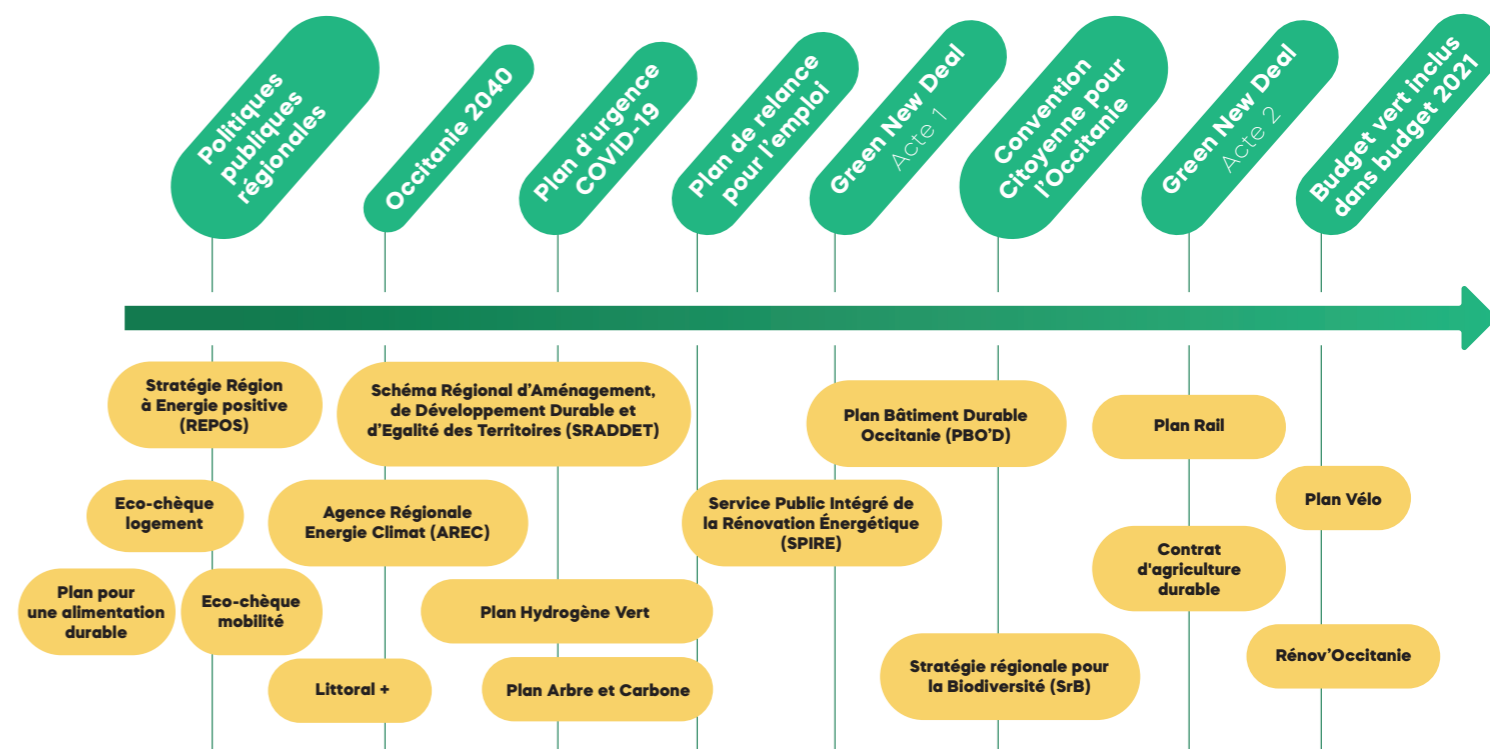 Politiques
publiques
régionales
Occitanie 2040
Plan d'urgence
COVID-19
Plan de relance
pour l'emploi
Green New Deal
Acte 1
Convention
Citoyenne pour
l'Occitanie
Green New Deal
Acte 2
Budget vert inclus
dans budget 2021
Stratégie Région
à Energie positive
(REPOS)
Schéma Régional d'Aménagement,
de Développement Durable et
d'Egalité des Territoires (SRADDET)
Plan Bâtiment Durable
Occitanie (PBO'D)
Plan Rail
Eco-chèque
logement
Agence Régionale
Energie Climat (AREC)
Service Public Intégré de
la Rénovation Énergétique
(SPIRE)
Plan Vélo
Contrat
d'agriculture
durable
Plan pour
une alimentation
durable
Eco-chèque
mobilité
Plan Hydrogène Vert
Littoral +
Plan Arbre et Carbone
Stratégie régionale pour
la Biodiversité (SrB)
Rénov'Occitanie